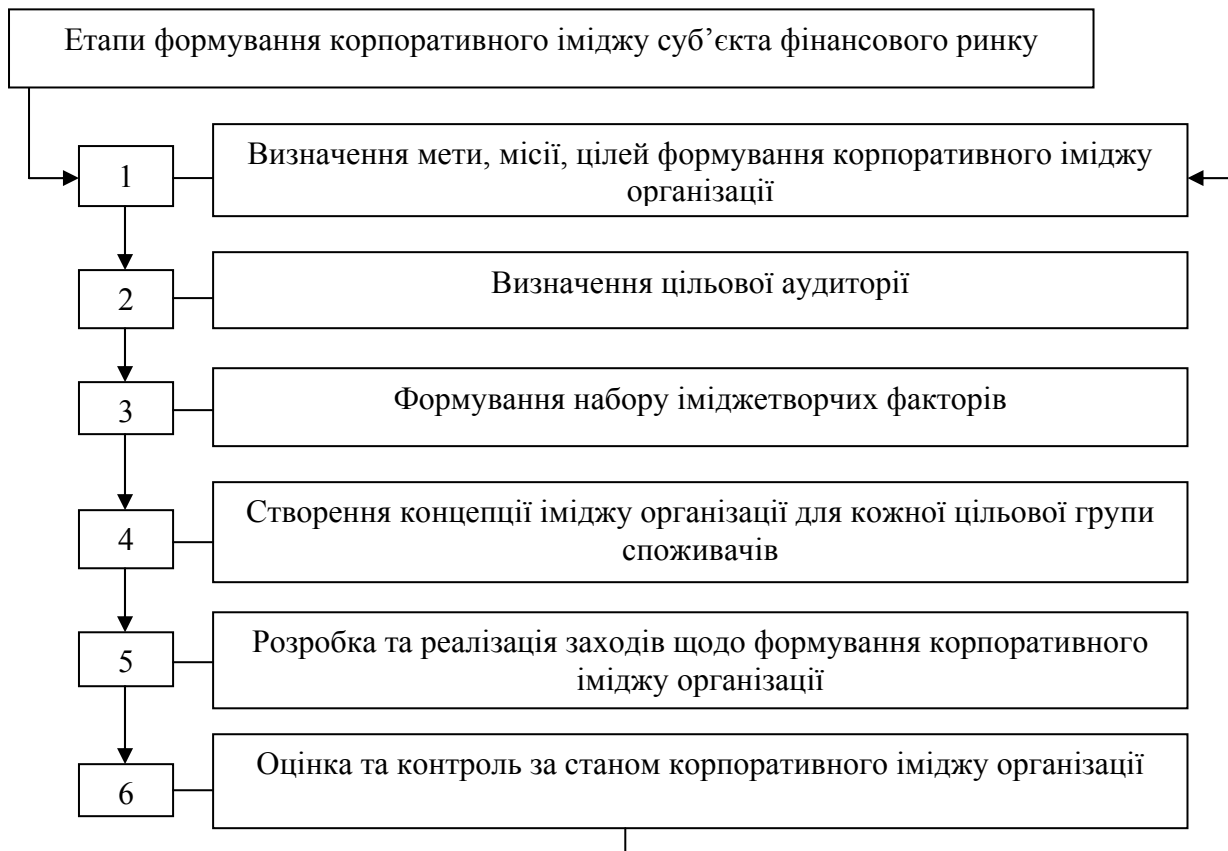 Етапи формування корпоративного іміджу суб’єкта фінансового ринку
1
Визначення мети, місії, цілей формування корпоративного іміджу
організації
2
Визначення цільової аудиторії
3
Формування набору іміджетворчих факторів
4
Створення концепції іміджу організації для кожної цільової групи
споживачів
5
Розробка та реалізація заходів щодо формування корпоративного
іміджу організації
6
Оцінка та контроль за станом корпоративного іміджу організації